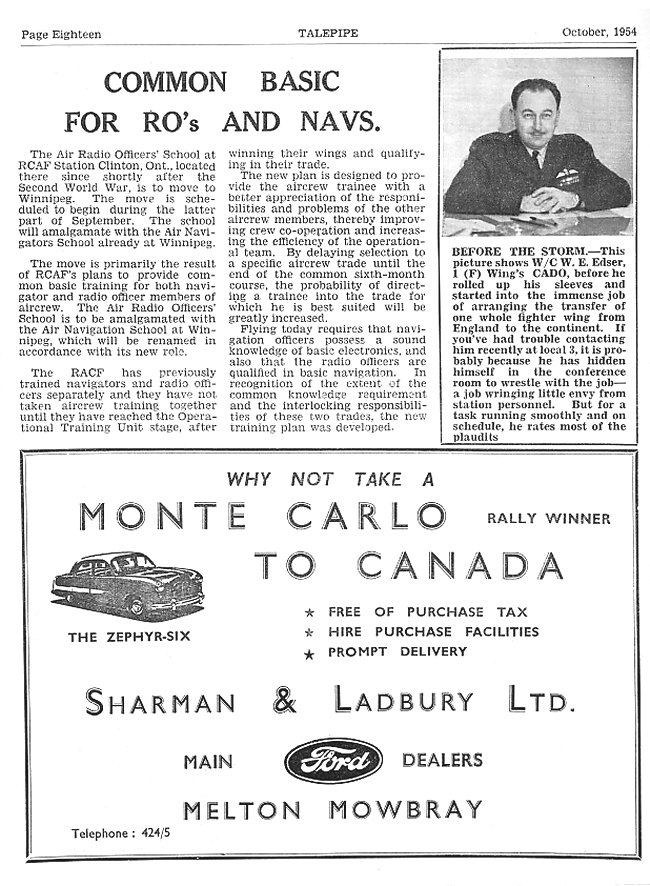 Page Eighteen
TALEPIPE
October, 1954
COMMON BASIC
FOR RO's AND NAVS.
The Air Radio Officers' School at
RCAF Station Clinton, Ont., located
there since shortly after the
Second World War, is to move to
Winnipeg. The move is sche-
duled to begin during the latter
part of September. The school
will amalgamate with the Air Navi-
gators School already at Winnipeg.
The move is primarily the result
of RCAF's plans to provide com-
mon basic training for both navi-
gator and radio officer members of
aircrew. The Air Radio Officers'
School is to be amalgamated with
the Air Navigation School at Win-
nipeg, which will be renamed in
accordance with its new role.
The RACF has previously
trained navigators and radio offi-
cers separately and they have not
taken aircrew training together
until they have reached the Opera-
tional Training Unit stage, after
winning their wings and qualify-
ing in their trade.
The new plan is designed to pro-
vide the aircrew trainee with a
better appreciation of the responi-
bilities and problems of the other
aircrew members, thereby improv-
ing crew co-operation and increas-
ing the efficiency of the operation-
al team. By delaying selection to
a specific aircrew trade until the
end of the common sixth-month
course, the probability of direct-
ing a trainee into the trade for
which he is best suited will be
greatly increased.
Flying today requires that navi-
gation officers possess a sound
knowledge of basic electronics, and
also that the radio officers are
qualified in basic navigation. In
recognition of the extent of the
common knowledge requirement
and the interlocking responsibili-
ties of these two trades, the new
training plan was developed.
BEFORE THE STORM.—This
picture shows W/C W. E. Edser,
1 (F) Wing's CADO, before he
rolled up his sleeves and
started into the immense job
of arranging the transfer of
one whole fighter wing from
England to the continent. If
you've had trouble contacting
him recently at local 3, it is pro-
bably because he has hidden
himself in the conference
room to wrestle with the job—
a job wringing little envy from
station personnel. But for a
task running smoothly and on
schedule, he rates most of the
plaudits
WHY NOT TAKE A
MONTE CARLO RALLY WINNER
TO CANADA
THE ZEPHYR-SIX
★ FREE OF PURCHASE TAX
★ HIRE PURCHASE FACILITIES
★ PROMPT DELIVERY
SHARMAN & LADBURY LTD.
MAIN Ford DEALERS
MELTON MOWBRAY
Telephone : 424/5